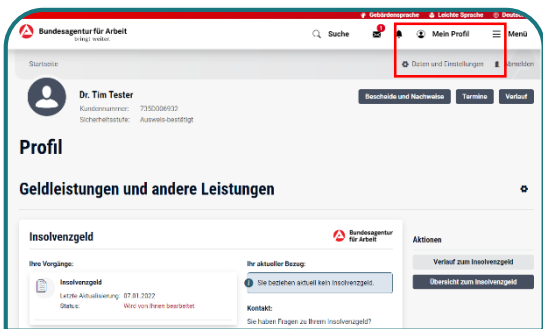 Gebärdensprache Leichte Sprache Deutsch
Bundesagentur für Arbeit
bringt weiter.
Suche Mein Profil Menü
Startseite Daten und Einstellungen Abmelden
Dr. Tim Tester
Kundennummer: 735D006932
Sicherheitsstufe: Ausweis-bestätigt
Bescheide und Nachweise Termine Verlauf
Profil
Geldleistungen und andere Leistungen
Insolvenzgeld
Bundesagentur
für Arbeit
Aktionen
Ihre Vorgänge:
Ihr aktueller Bezug:
Verlauf zum Insolvenzgeld
Insolvenzgeld
Letzte Aktualisierung: 07.01.2022
Status: Wird von Ihnen bearbeitet
Sie beziehen aktuell kein Insolvenzgeld.
Übersicht zum Insolvenzgeld
Kontakt:
Sie haben Fragen zu Ihrem Insolvenzgeld?